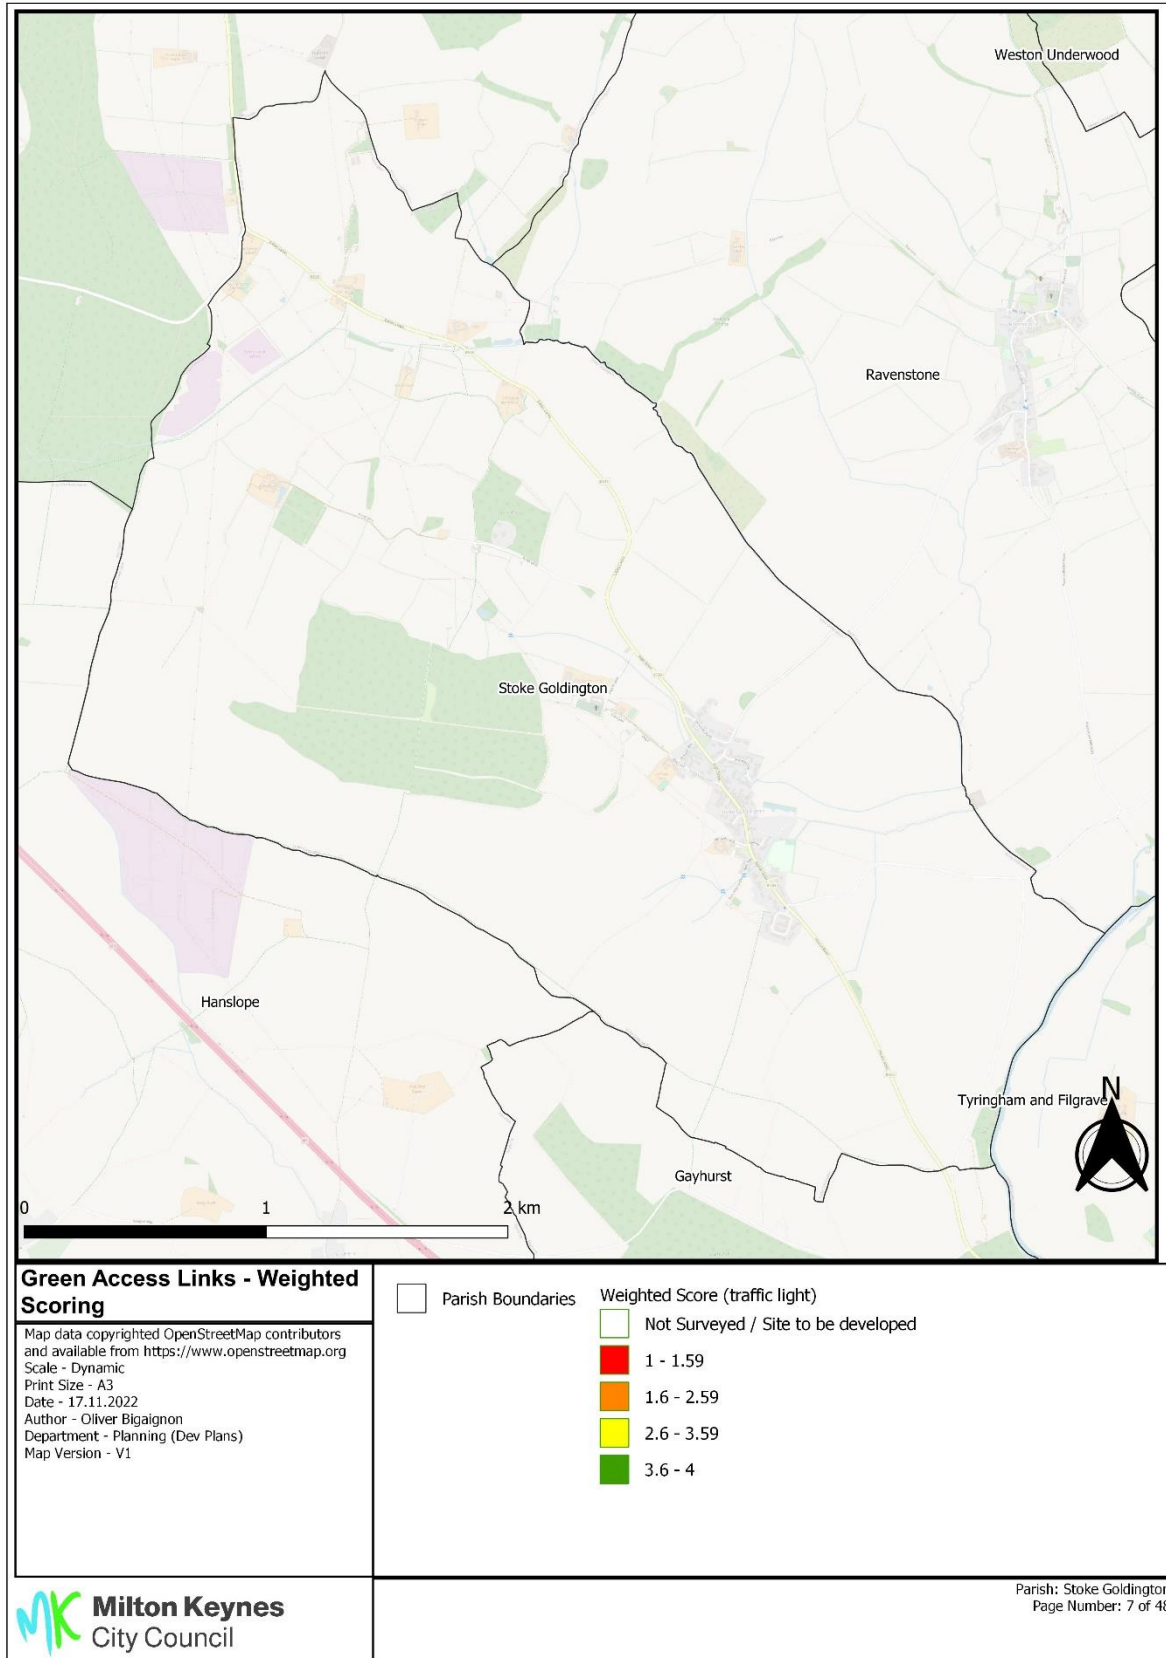 Weston Underwood
Ravenstone
Stoke Goldington
Hanslope
Tyringham and Filgrave
N
Gayhurst
0 1 2 km
Green Access Links - Weighted
Scoring
Map data copyrighted OpenStreetMap contributors
and available from https://www.openstreetmap.org
Scale - Dynamic
Print Size - A3
Date - 17.11.2022
Author - Oliver Bigaignon
Department - Planning (Dev Plans)
Map Version - V1
Parish Boundaries
Weighted Score (traffic light)
Not Surveyed / Site to be developed
1 - 1.59
1.6 - 2.59
2.6 - 3.59
3.6 - 4
MK Milton Keynes
City Council
Parish: Stoke Goldington
Page Number: 7 of 48